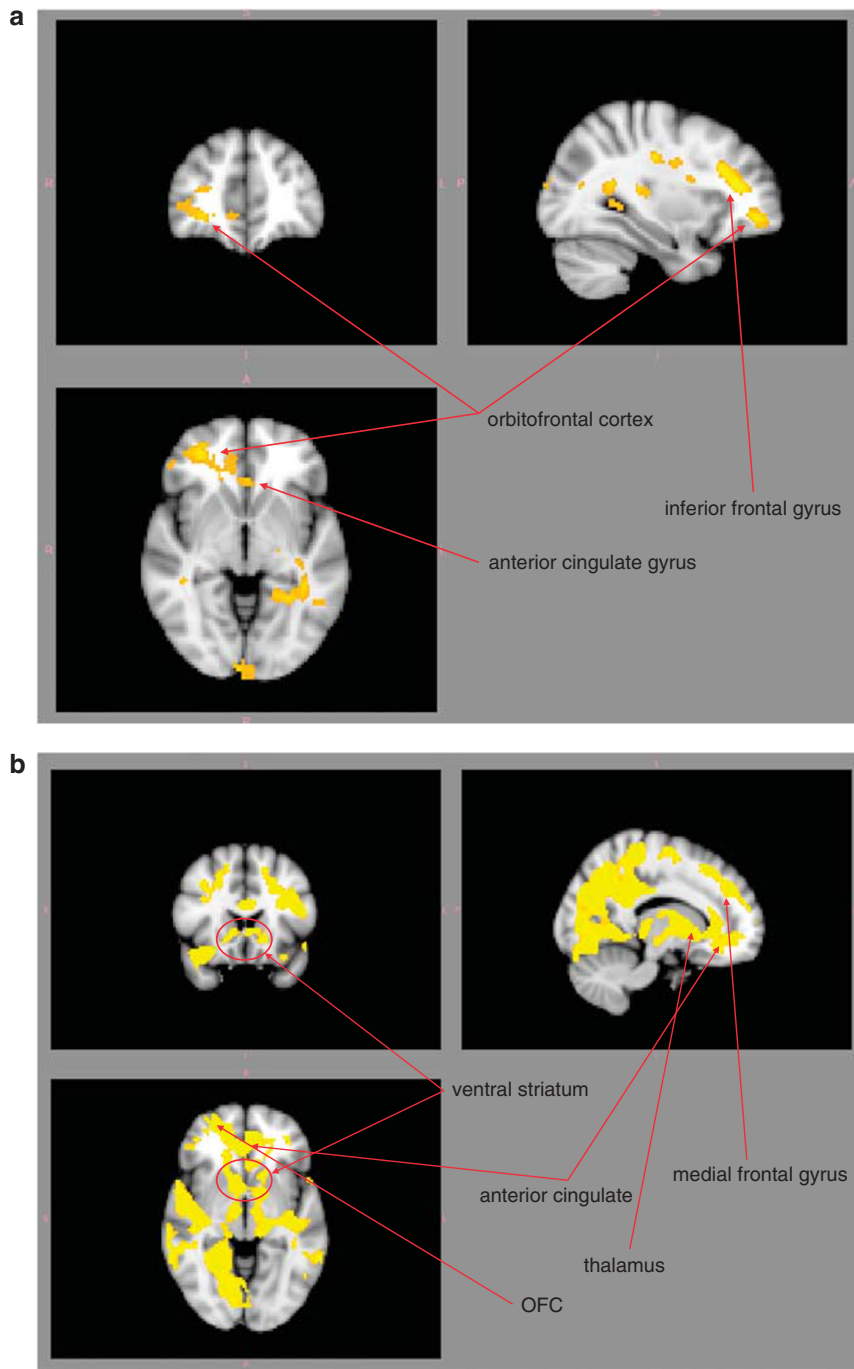 a
S
S
R
L
P
A
I
I
A
orbitofrontal cortex
inferior frontal gyrus
R
anterior cingulate gyrus
b
ventral striatum
medial frontal gyrus
anterior cingulate
thalamus
OFC